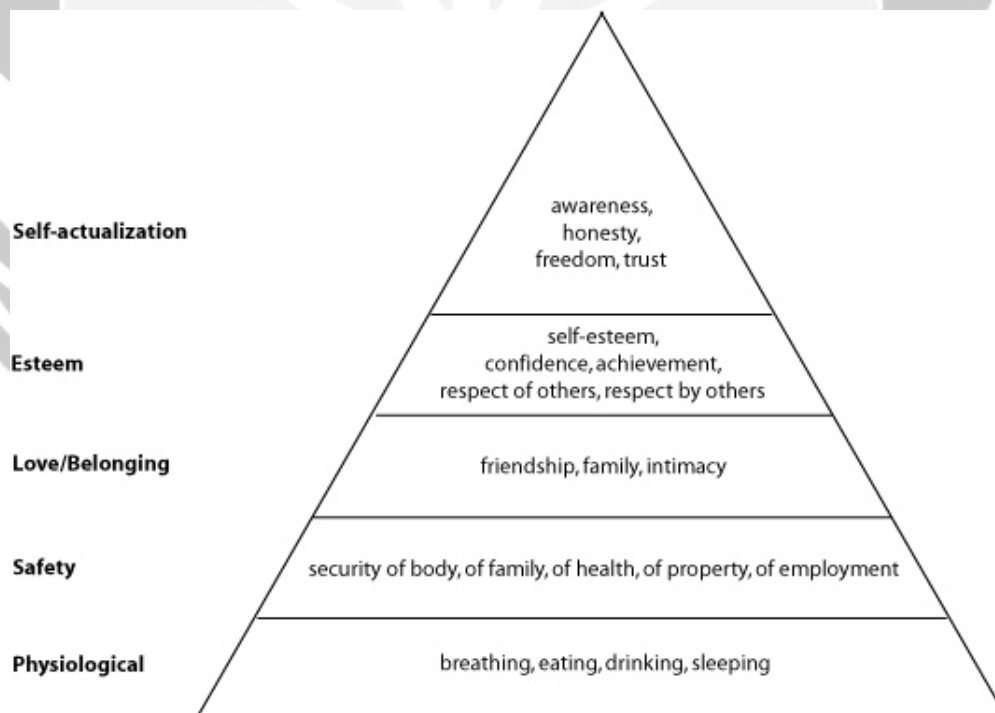 Self-actualization
awareness,
honesty,
freedom, trust
Esteem
self-esteem,
confidence, achievement,
respect of others, respect by others
Love/Belonging
friendship, family, intimacy
Safety
security of body, of family, of health, of property, of employment
Physiological
breathing, eating, drinking, sleeping